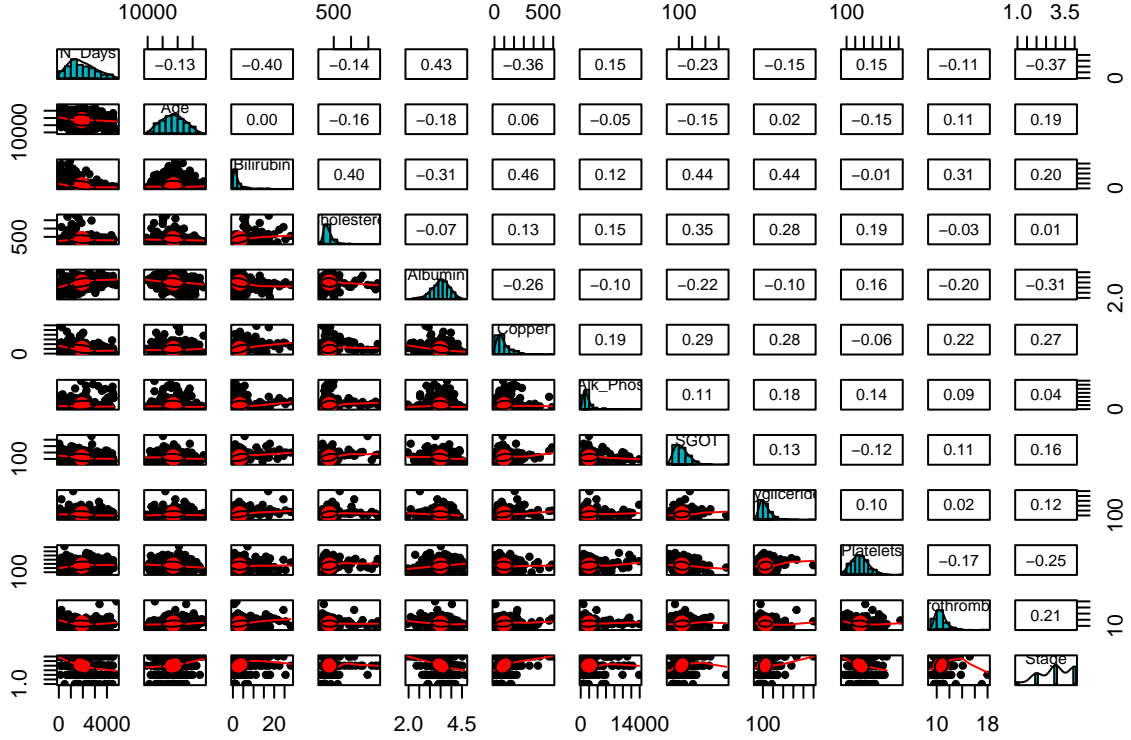 10000 500 0 500 100 100 1.0 3.5
N_Days −0.13 −0.40 −0.14 0.43 −0.36 0.15 −0.23 −0.15 0.15 −0.11 −0.37 0
10000 Age 0.00 −0.16 −0.18 0.06 −0.05 −0.15 0.02 −0.15 0.11 0.19
Bilirubin 0.40 −0.31 0.46 0.12 0.44 0.44 −0.01 0.31 0.20 0
500 holestero −0.07 0.13 0.15 0.35 0.28 0.19 −0.03 0.01
Albumin −0.26 −0.10 −0.22 −0.10 0.16 −0.20 −0.31 2.0
0 Copper 0.19 0.29 0.28 −0.06 0.22 0.27
Alk_Phos 0.11 0.18 0.14 0.09 0.04 0
100 SGOT 0.13 −0.12 0.11 0.16
ygliceride 0.10 0.02 0.12 100
100 Platelets −0.17 −0.25
rothromb 0.21 10
1.0 Stage
0 4000 0 20 2.0 4.5 0 14000 100 10 18